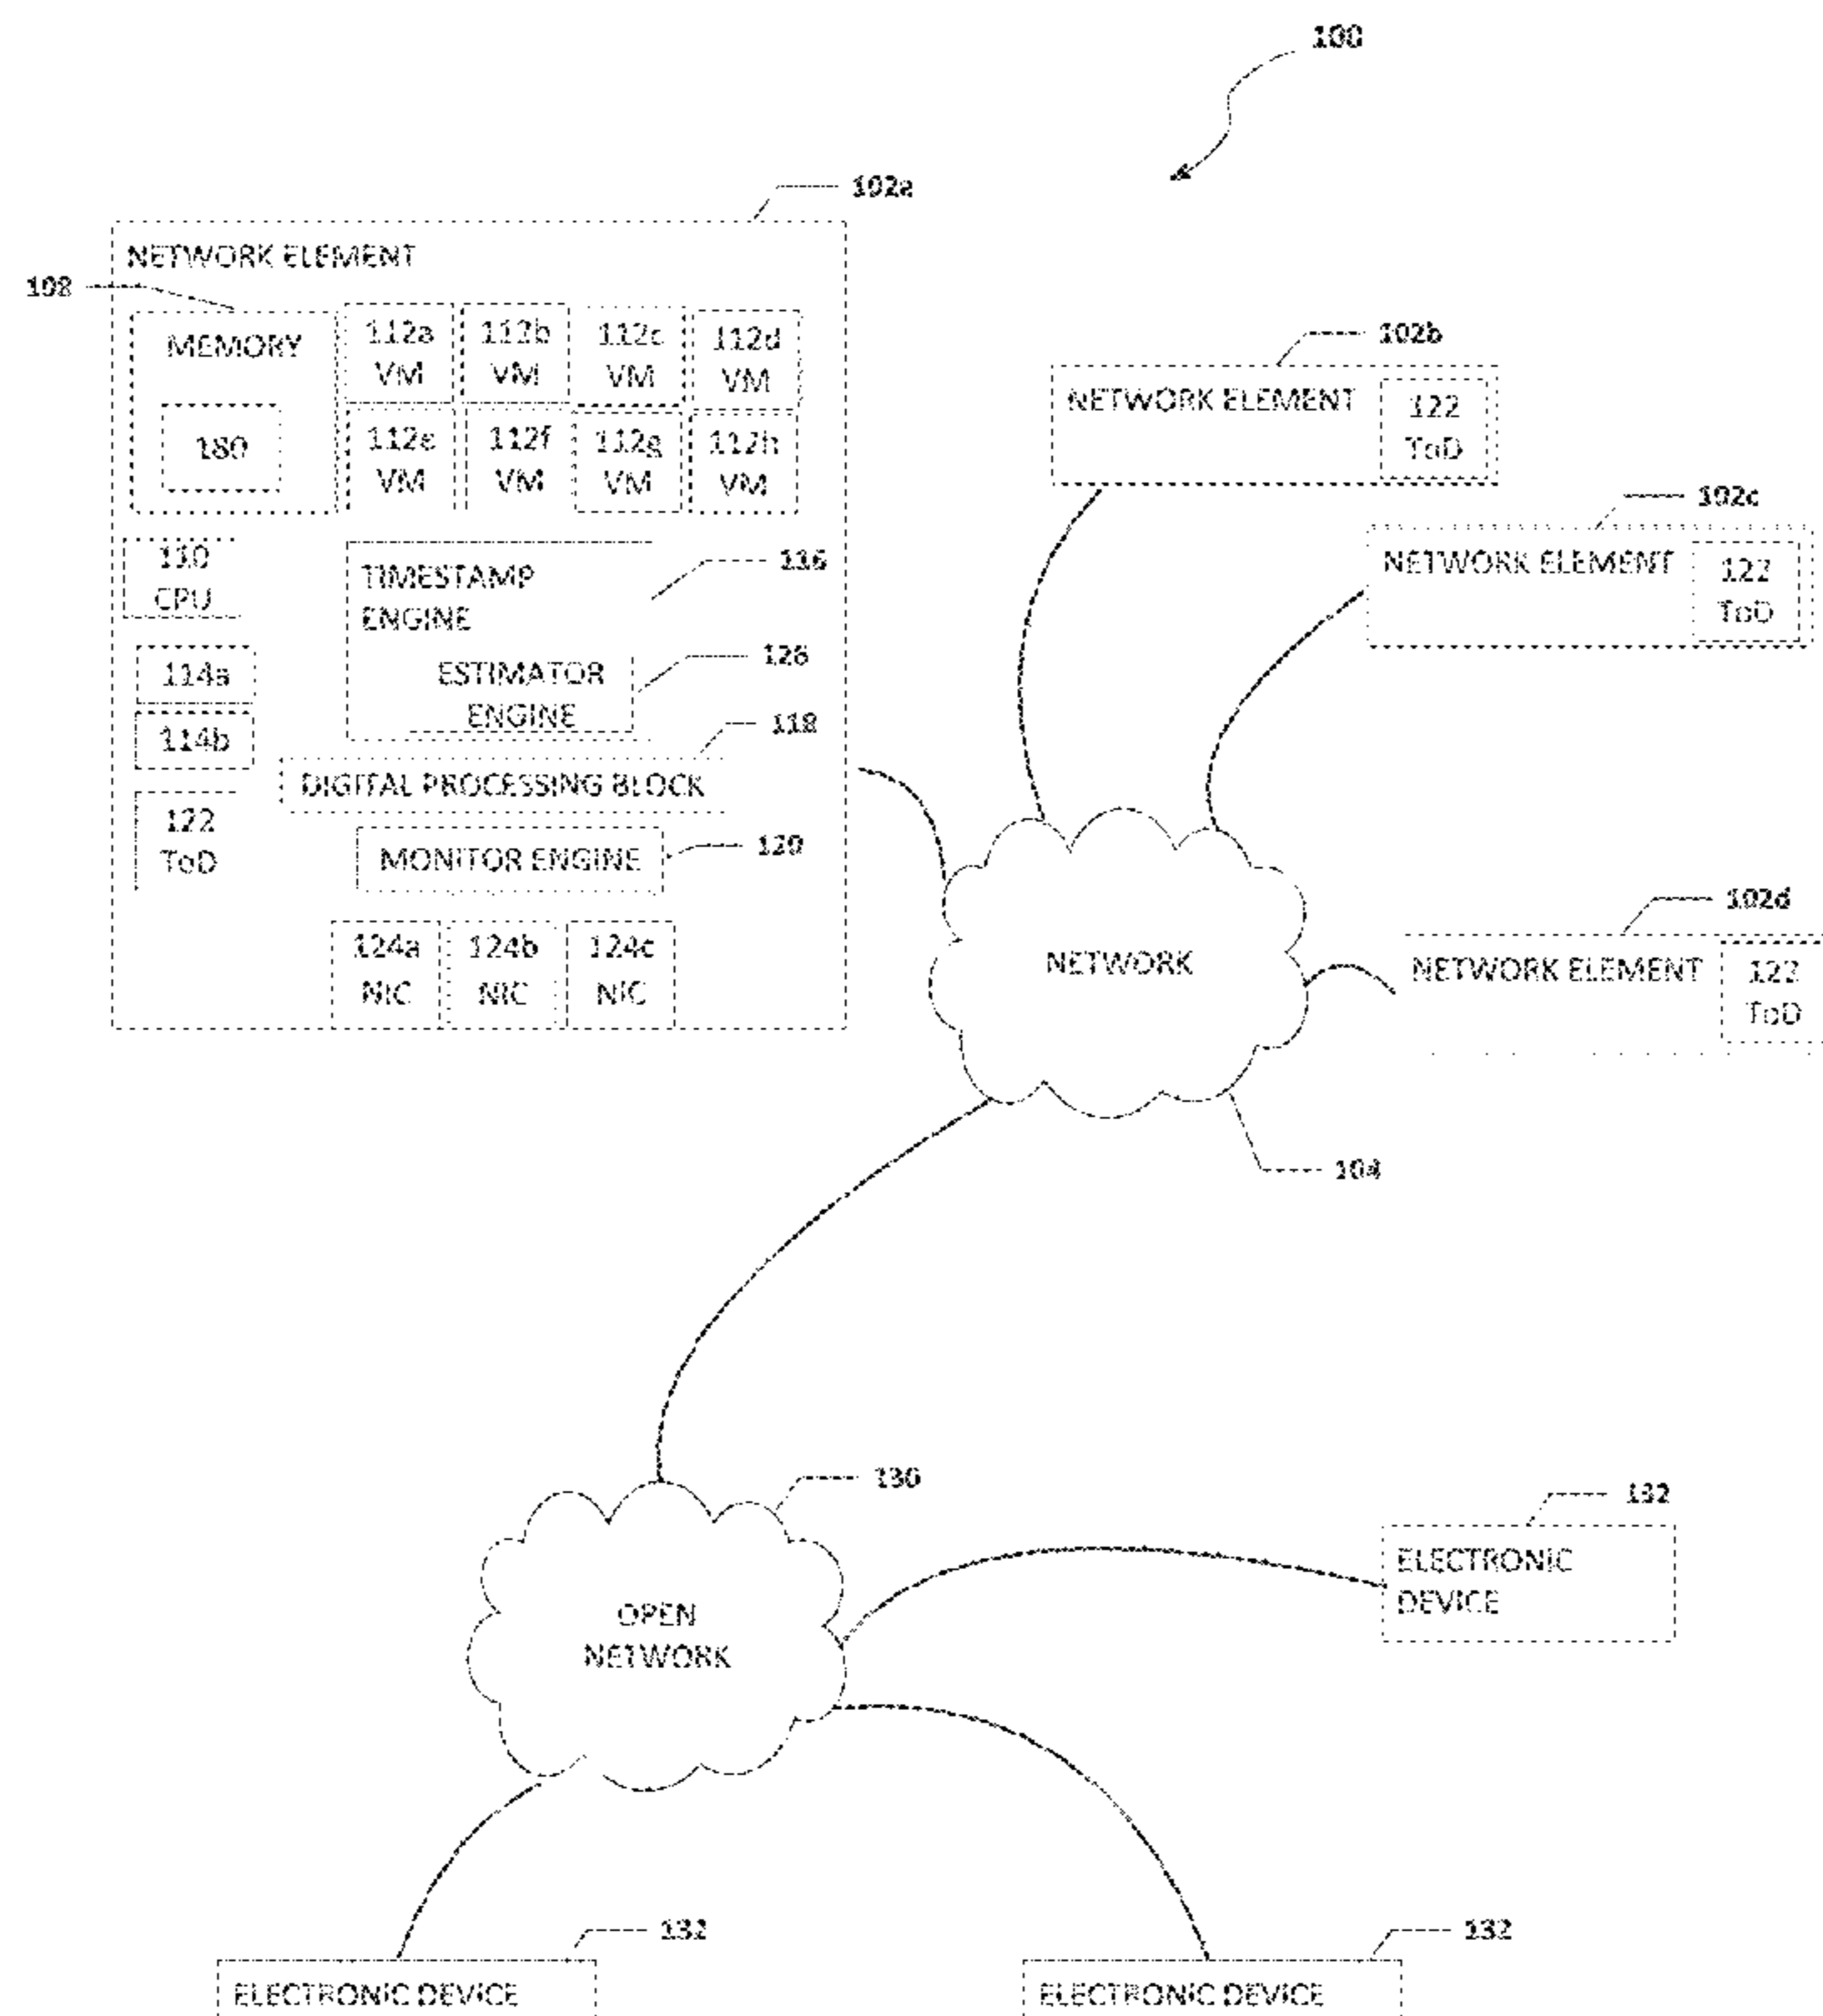 100
102a
NETWORK ELEMENT
108
MEMORY
180
112a
VM
112b
VM
112c
VM
112d
VM
112e
VM
112f
VM
112g
VM
112h
VM
110
CPU
TIMESTAMP
ENGINE
116
ESTIMATOR
ENGINE
126
114a
114b
118
DIGITAL PROCESSING BLOCK
122
ToD
MONITOR ENGINE
120
124a
NIC
124b
NIC
124c
NIC
102b
NETWORK ELEMENT
122
ToD
102c
NETWORK ELEMENT
122
ToD
102d
NETWORK ELEMENT
122
ToD
NETWORK
104
130
OPEN
NETWORK
132
ELECTRONIC
DEVICE
132
ELECTRONIC DEVICE
132
ELECTRONIC DEVICE